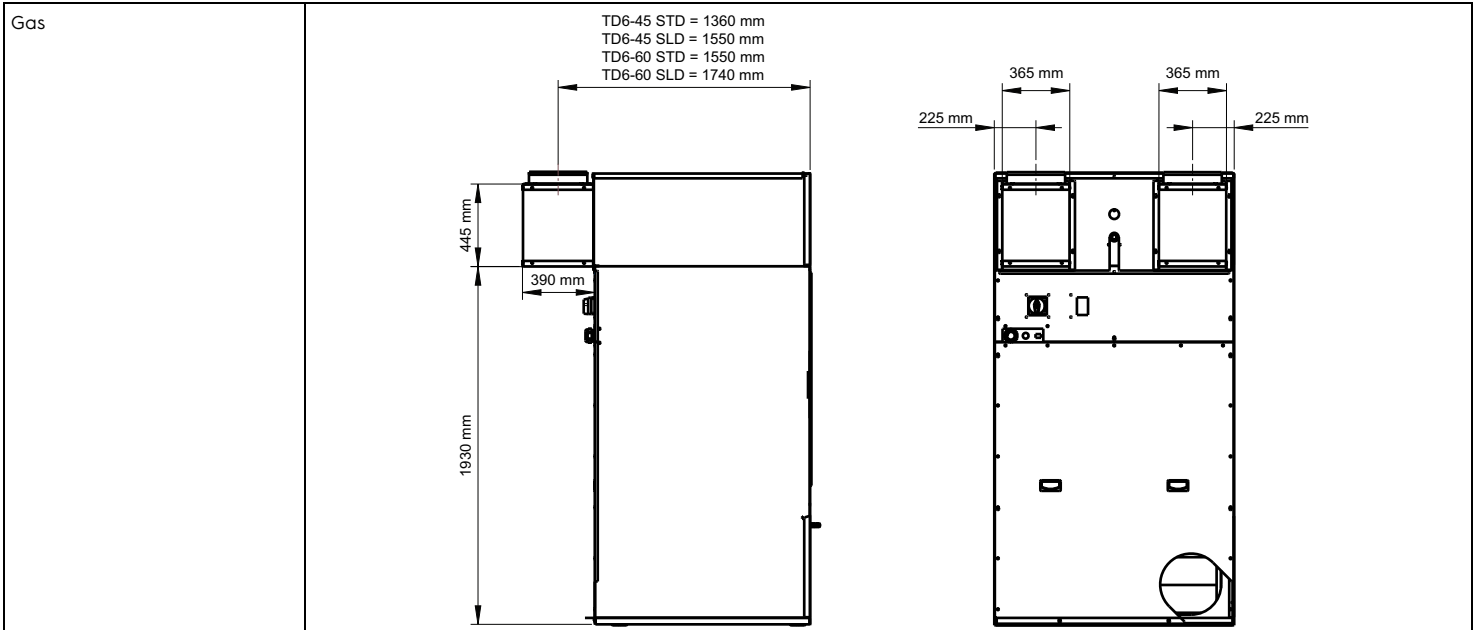 Gas
TD6-45 STD = 1360 mm
TD6-45 SLD = 1550 mm
TD6-60 STD = 1550 mm
TD6-60 SLD = 1740 mm
365 mm
365 mm
225 mm
225 mm
445 mm
390 mm
1930 mm